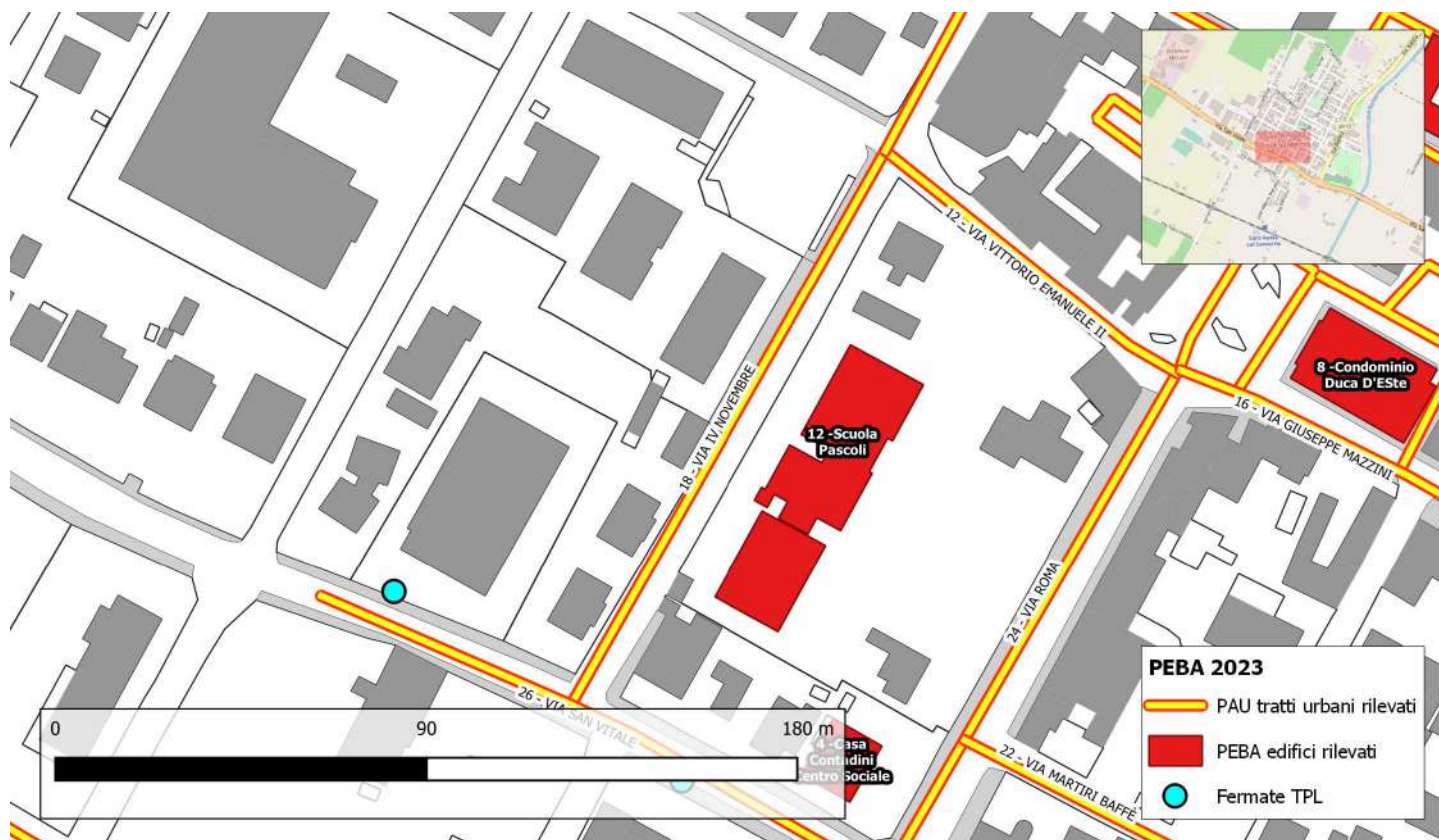 12 - VIA VITTORIO EMANUELE II
8 -Condominio
Duca D'ESte
18 - VIA IV NOVEMBRE
12 -Scuola
Pascoli
16 - VIA GIUSEPPE MAZZINI
24 - VIA ROMA
26 - VIA SAN VITALE
4 -Casa
Contadini
Centro Sociale
22 - VIA MARTIRI BAFFÈ
0
90
180 m
PEBA 2023
PAU tratti urbani rilevati
PEBA edifici rilevati
Fermate TPL